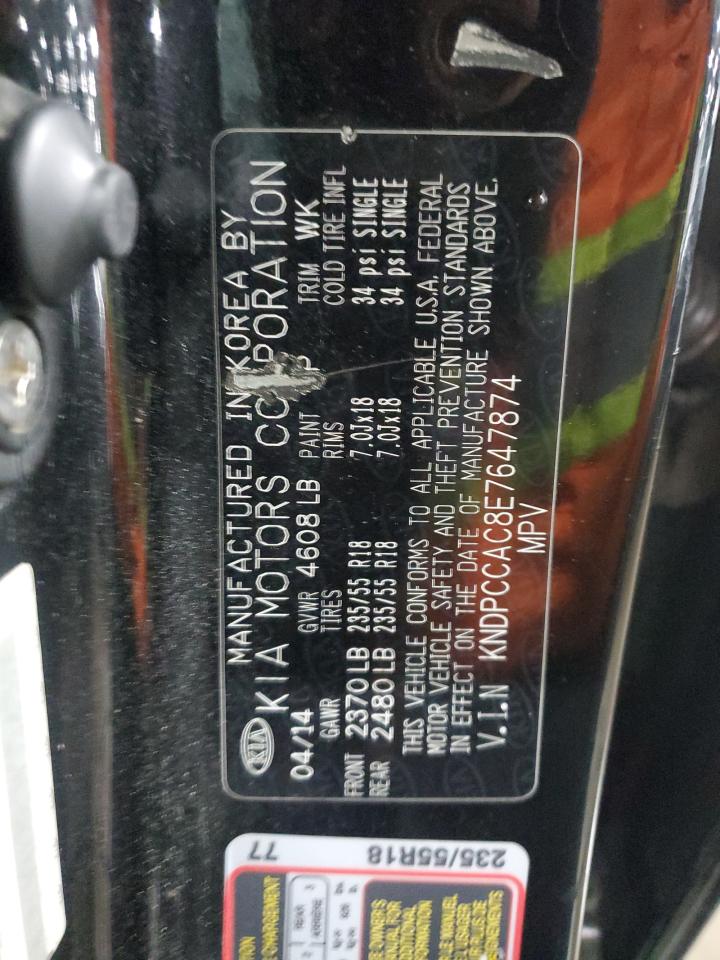 MANUFACTURED IN KOREA BY
KIA KIA MOTORS CORPORATION
04/14 GVWR 4608 LB PAINT TRIM WK
GAWR TIRES RIMS COLD TIRE INFL
FRONT 2370 LB 235/55 R18 7.0Jx18 34 psi SINGLE
REAR 2480 LB 235/55 R18 7.0Jx18 34 psi SINGLE
THIS VEHICLE CONFORMS TO ALL APPLICABLE U.S.A. FEDERAL
MOTOR VEHICLE SAFETY AND THEFT PREVENTION STANDARDS
IN EFFECT ON THE DATE OF MANUFACTURE SHOWN ABOVE.
V.I.N KNDPCCAC8E7647874
MPV
77
235/55R18